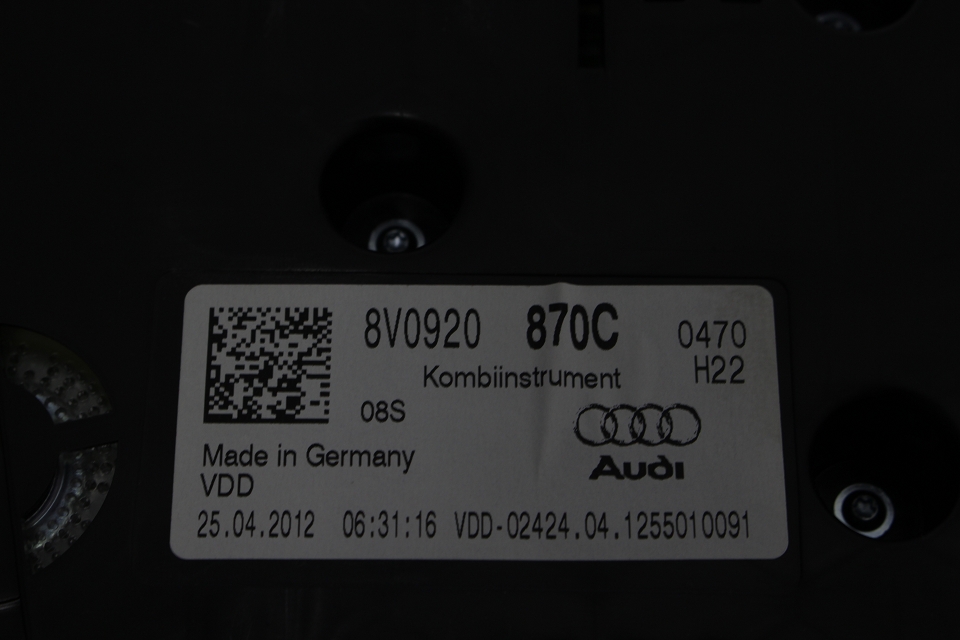 8V0920 870C 0470
Kombiinstrument H22
08S
Audi
Made in Germany
VDD
25.04.2012 06:31:16 VDD-02424.04.1255010091